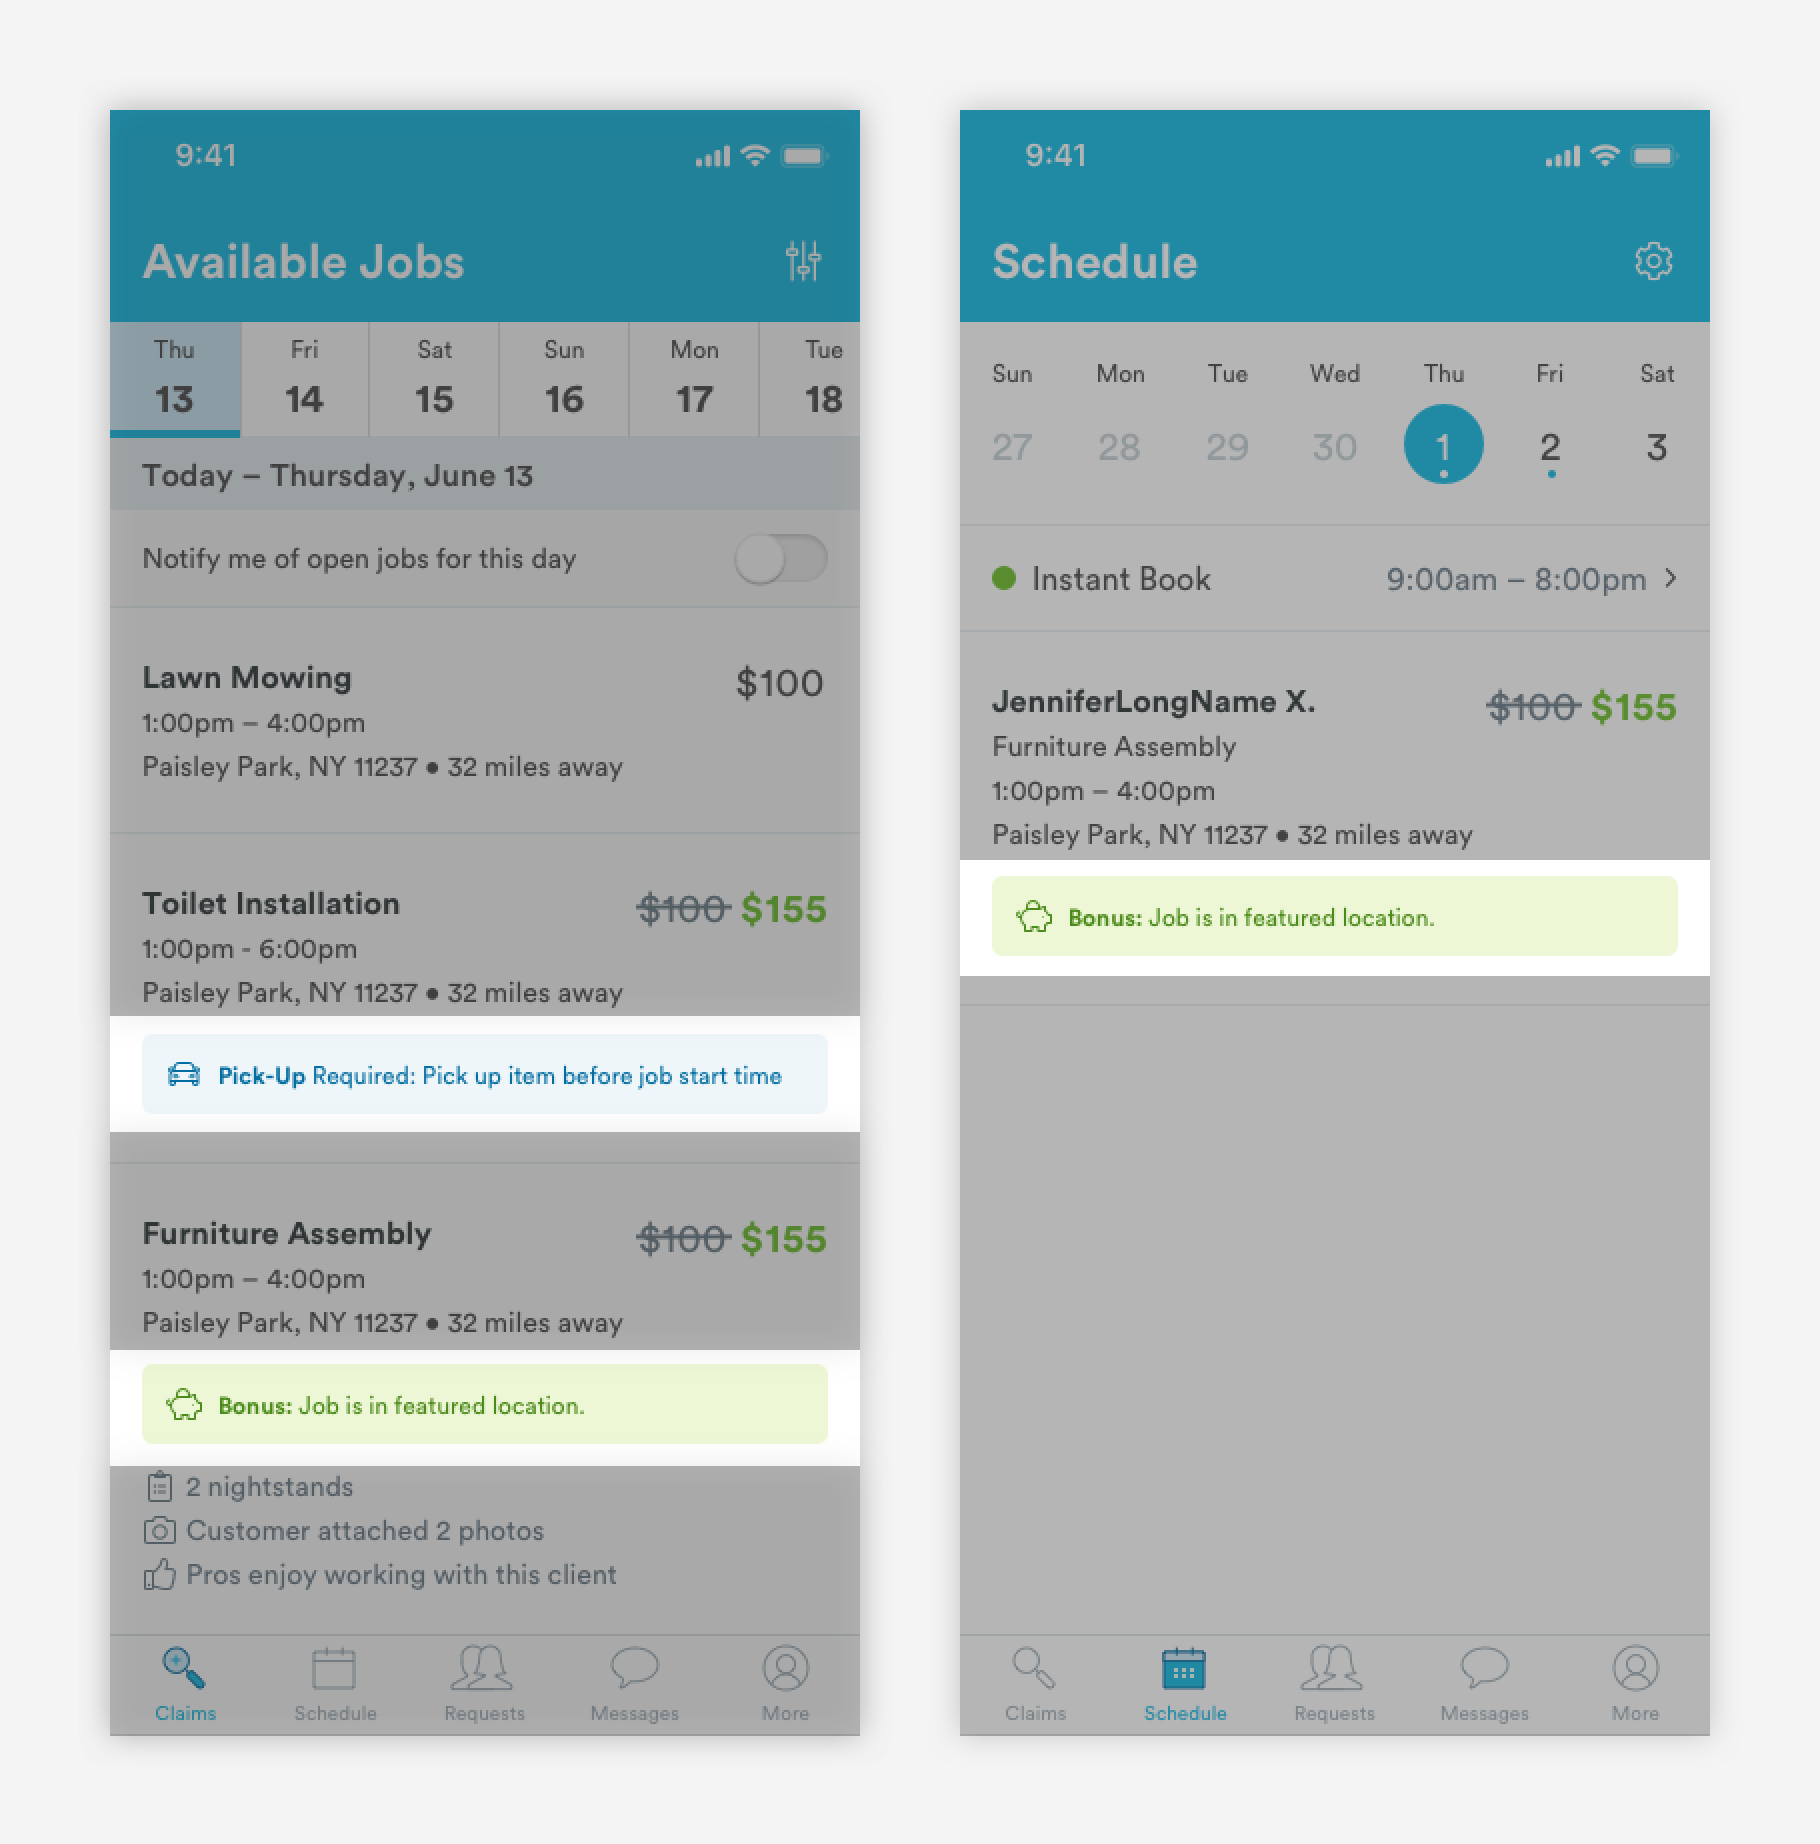 9:41
Available Jobs
Thu Fri Sat Sun Mon Tue
13 14 15 16 17 18
Today – Thursday, June 13
Notify me of open jobs for this day
Lawn Mowing $100
1:00pm – 4:00pm
Paisley Park, NY 11237 • 32 miles away
Toilet Installation $100 $155
1:00pm - 6:00pm
Paisley Park, NY 11237 • 32 miles away
Pick-Up Required: Pick up item before job start time
Furniture Assembly $100 $155
1:00pm – 4:00pm
Paisley Park, NY 11237 • 32 miles away
Bonus: Job is in featured location.
2 nightstands
Customer attached 2 photos
Pros enjoy working with this client
Claims Schedule Requests Messages More
9:41
Schedule
Sun Mon Tue Wed Thu Fri Sat
27 28 29 30 1 2 3
Instant Book 9:00am – 8:00pm
JenniferLongName X. $100 $155
Furniture Assembly
1:00pm – 4:00pm
Paisley Park, NY 11237 • 32 miles away
Bonus: Job is in featured location.
Claims Schedule Requests Messages More